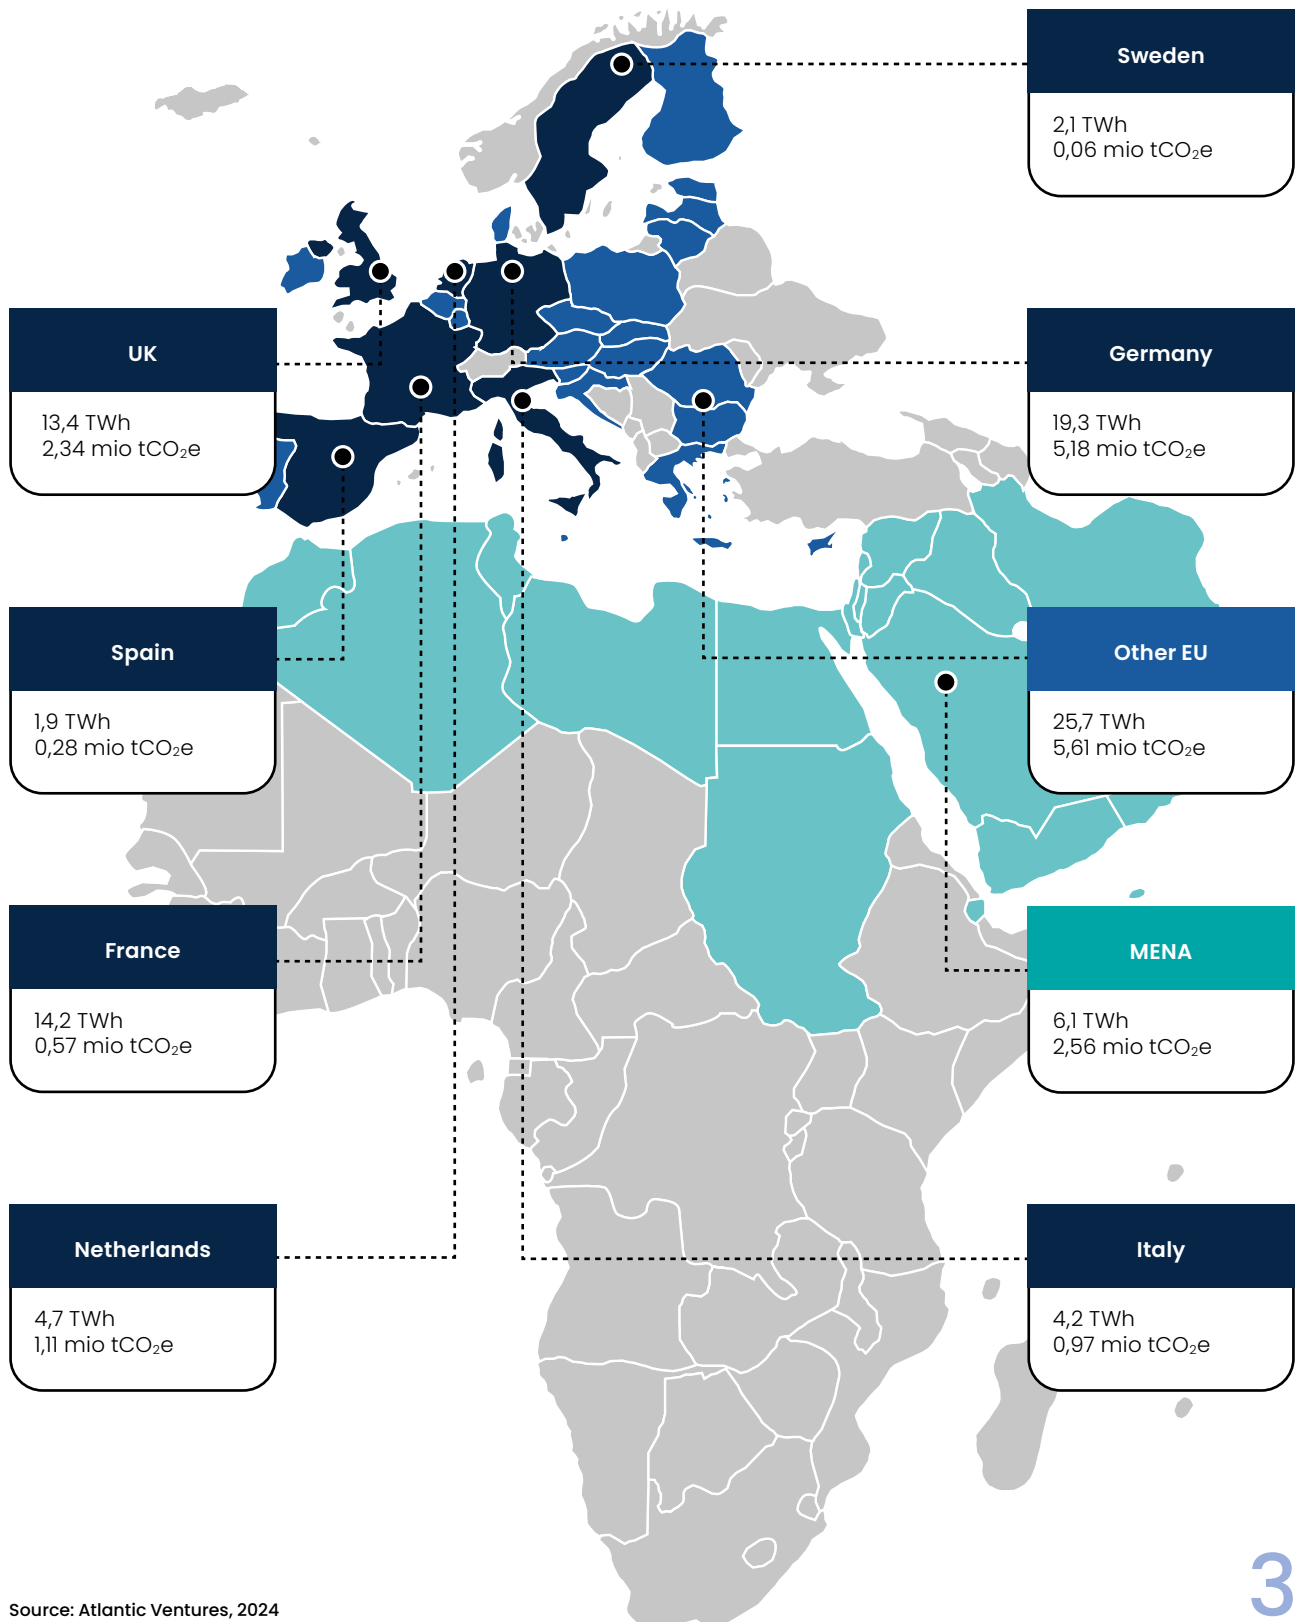 Sweden
2,1 TWh
0,06 mio tCO₂e
UK
13,4 TWh
2,34 mio tCO₂e
Germany
19,3 TWh
5,18 mio tCO₂e
Spain
1,9 TWh
0,28 mio tCO₂e
Other EU
25,7 TWh
5,61 mio tCO₂e
France
14,2 TWh
0,57 mio tCO₂e
MENA
6,1 TWh
2,56 mio tCO₂e
Netherlands
4,7 TWh
1,11 mio tCO₂e
Italy
4,2 TWh
0,97 mio tCO₂e
Source: Atlantic Ventures, 2024
3